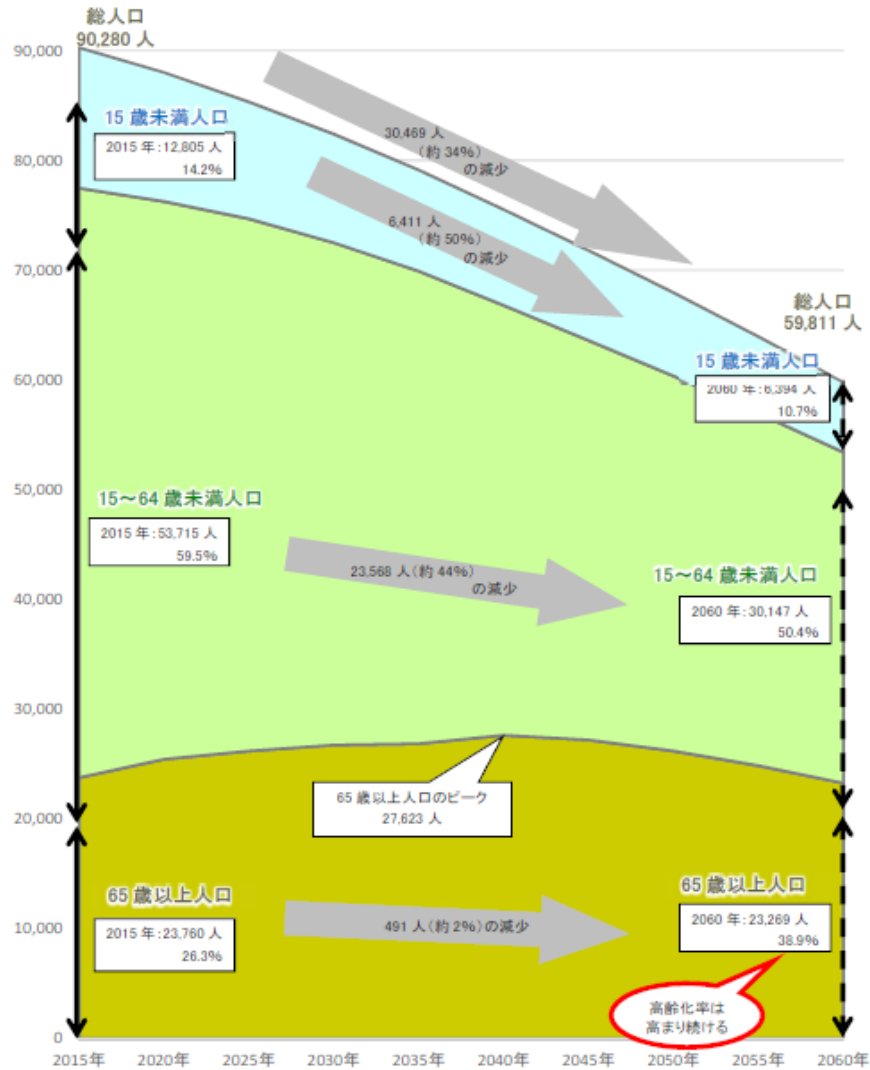 総人口
90,280 人
90,000
15 歳未満人口
2015 年:12,805 人
14.2%
30,469 人
(約 34%)
の減少
80,000
6,411 人
(約 50%)
の減少
70,000
総人口
59,811 人
15 歳未満人口
2060 年:6,394 人
10.7%
60,000
50,000
15~64 歳未満人口
2015 年:53,715 人
59.5%
23,568 人(約 44%)
の減少
15~64 歳未満人口
2060 年:30,147 人
50.4%
40,000
30,000
65 歳以上人口のピーク
27,623 人
20,000
65 歳以上人口
2015 年:23,760 人
26.3%
491 人(約 2%)の減少
65 歳以上人口
2060 年:23,269 人
38.9%
10,000
高齢化率は
高まり続ける
0
2015年 2020年 2025年 2030年 2035年 2040年 2045年 2050年 2055年 2060年